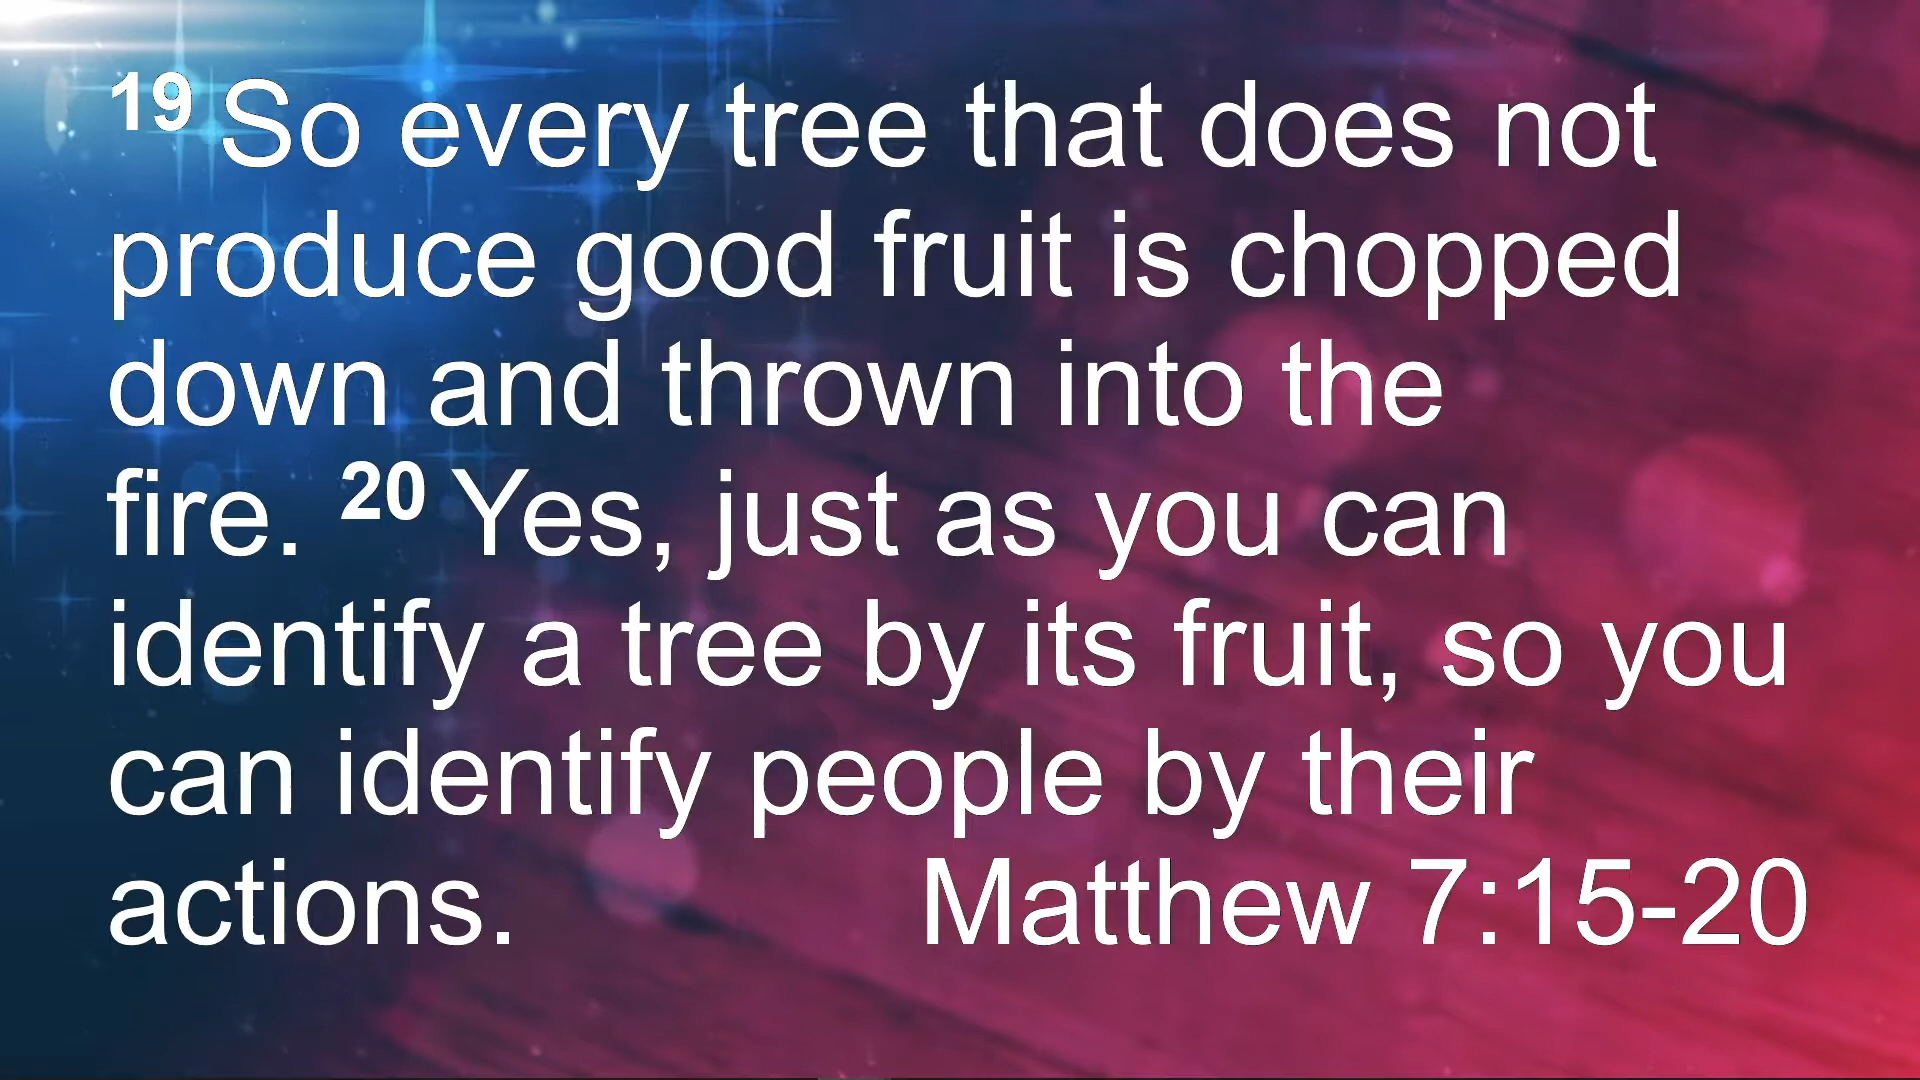 19 So every tree that does not
produce good fruit is chopped
down and thrown into the
fire. 20 Yes, just as you can
identify a tree by its fruit, so you
can identify people by their
actions. Matthew 7:15-20